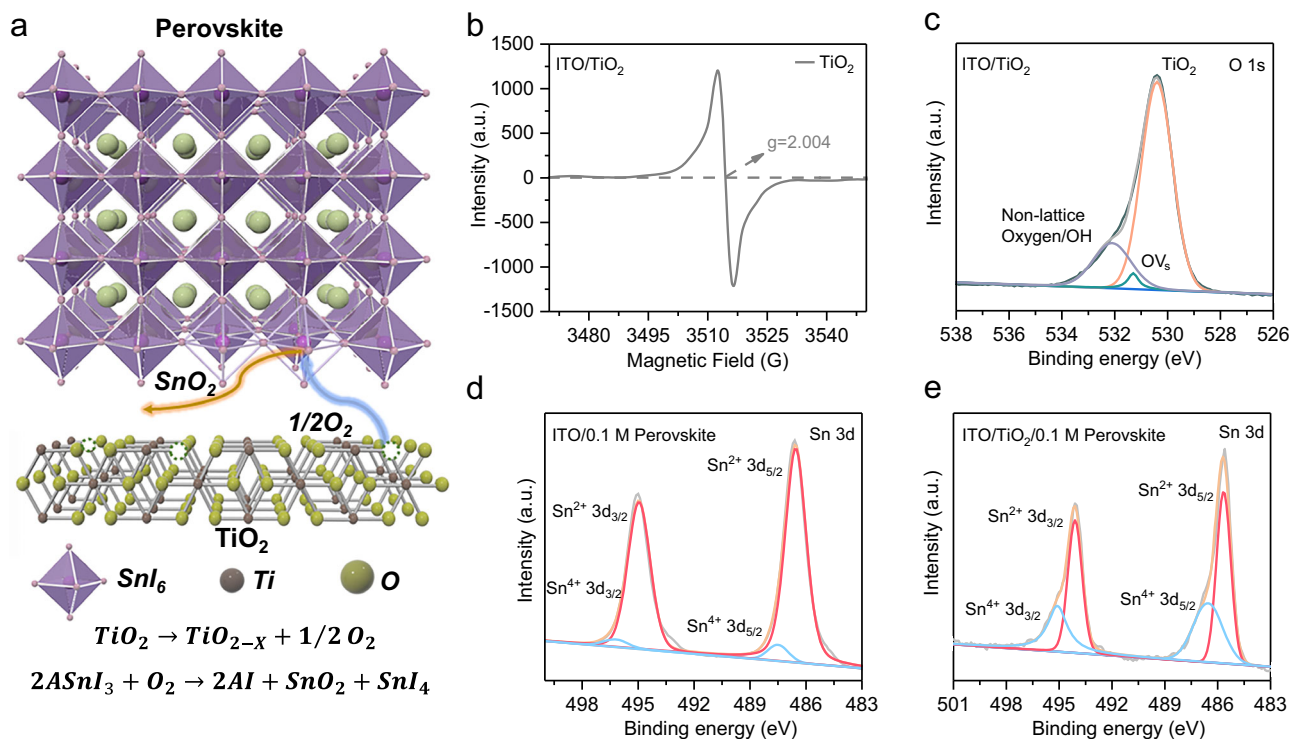 a
Perovskite
SnO₂
1/2O₂
TiO₂
SnI₆
Ti
O
TiO₂ → TiO₂₋X + 1/2 O₂
2ASnI₃ + O₂ → 2AI + SnO₂ + SnI₄
b
1500
1000
500
0
-500
-1000
-1500
Intensity (a.u.)
ITO/TiO₂
TiO₂
g=2.004
3480 3495 3510 3525 3540
Magnetic Field (G)
c
Intensity (a.u.)
ITO/TiO₂
TiO₂
O 1s
Non-lattice
Oxygen/OH
OVₛ
538 536 534 532 530 528 526
Binding energy (eV)
d
Intensity (a.u.)
ITO/0.1 M Perovskite
Sn 3d
Sn²⁺ 3d₅/₂
Sn²⁺ 3d₃/₂
Sn⁴⁺ 3d₃/₂
Sn⁴⁺ 3d₅/₂
498 495 492 489 486 483
Binding energy (eV)
e
Intensity (a.u.)
ITO/TiO₂/0.1 M Perovskite
Sn 3d
Sn²⁺ 3d₅/₂
Sn²⁺ 3d₃/₂
Sn⁴⁺ 3d₃/₂
Sn⁴⁺ 3d₅/₂
501 498 495 492 489 486 483
Binding energy (eV)